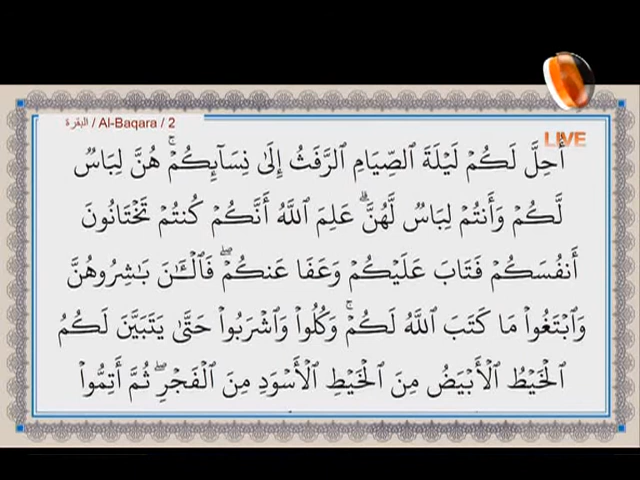 البقرة / Al-Baqara / 2
LIVE
أُحِلَّ لَكُمۡ لَيۡلَةَ ٱلصِّيَامِ ٱلرَّفَثُ إِلَىٰ نِسَآئِكُمۡۚ هُنَّ لِبَاسٞ
لَّكُمۡ وَأَنتُمۡ لِبَاسٞ لَّهُنَّۗ عَلِمَ ٱللَّهُ أَنَّكُمۡ كُنتُمۡ تَخۡتَانُونَ
أَنفُسَكُمۡ فَتَابَ عَلَيۡكُمۡ وَعَفَا عَنكُمۡۖ فَٱلۡـَٰٔنَ بَٰشِرُوهُنَّ
وَٱبۡتَغُواْ مَا كَتَبَ ٱللَّهُ لَكُمۡۚ وَكُلُواْ وَٱشۡرَبُواْ حَتَّىٰ يَتَبَيَّنَ لَكُمُ
ٱلۡخَيۡطُ ٱلۡأَبۡيَضُ مِنَ ٱلۡخَيۡطِ ٱلۡأَسۡوَدِ مِنَ ٱلۡفَجۡرِۖ ثُمَّ أَتِمُّواْ